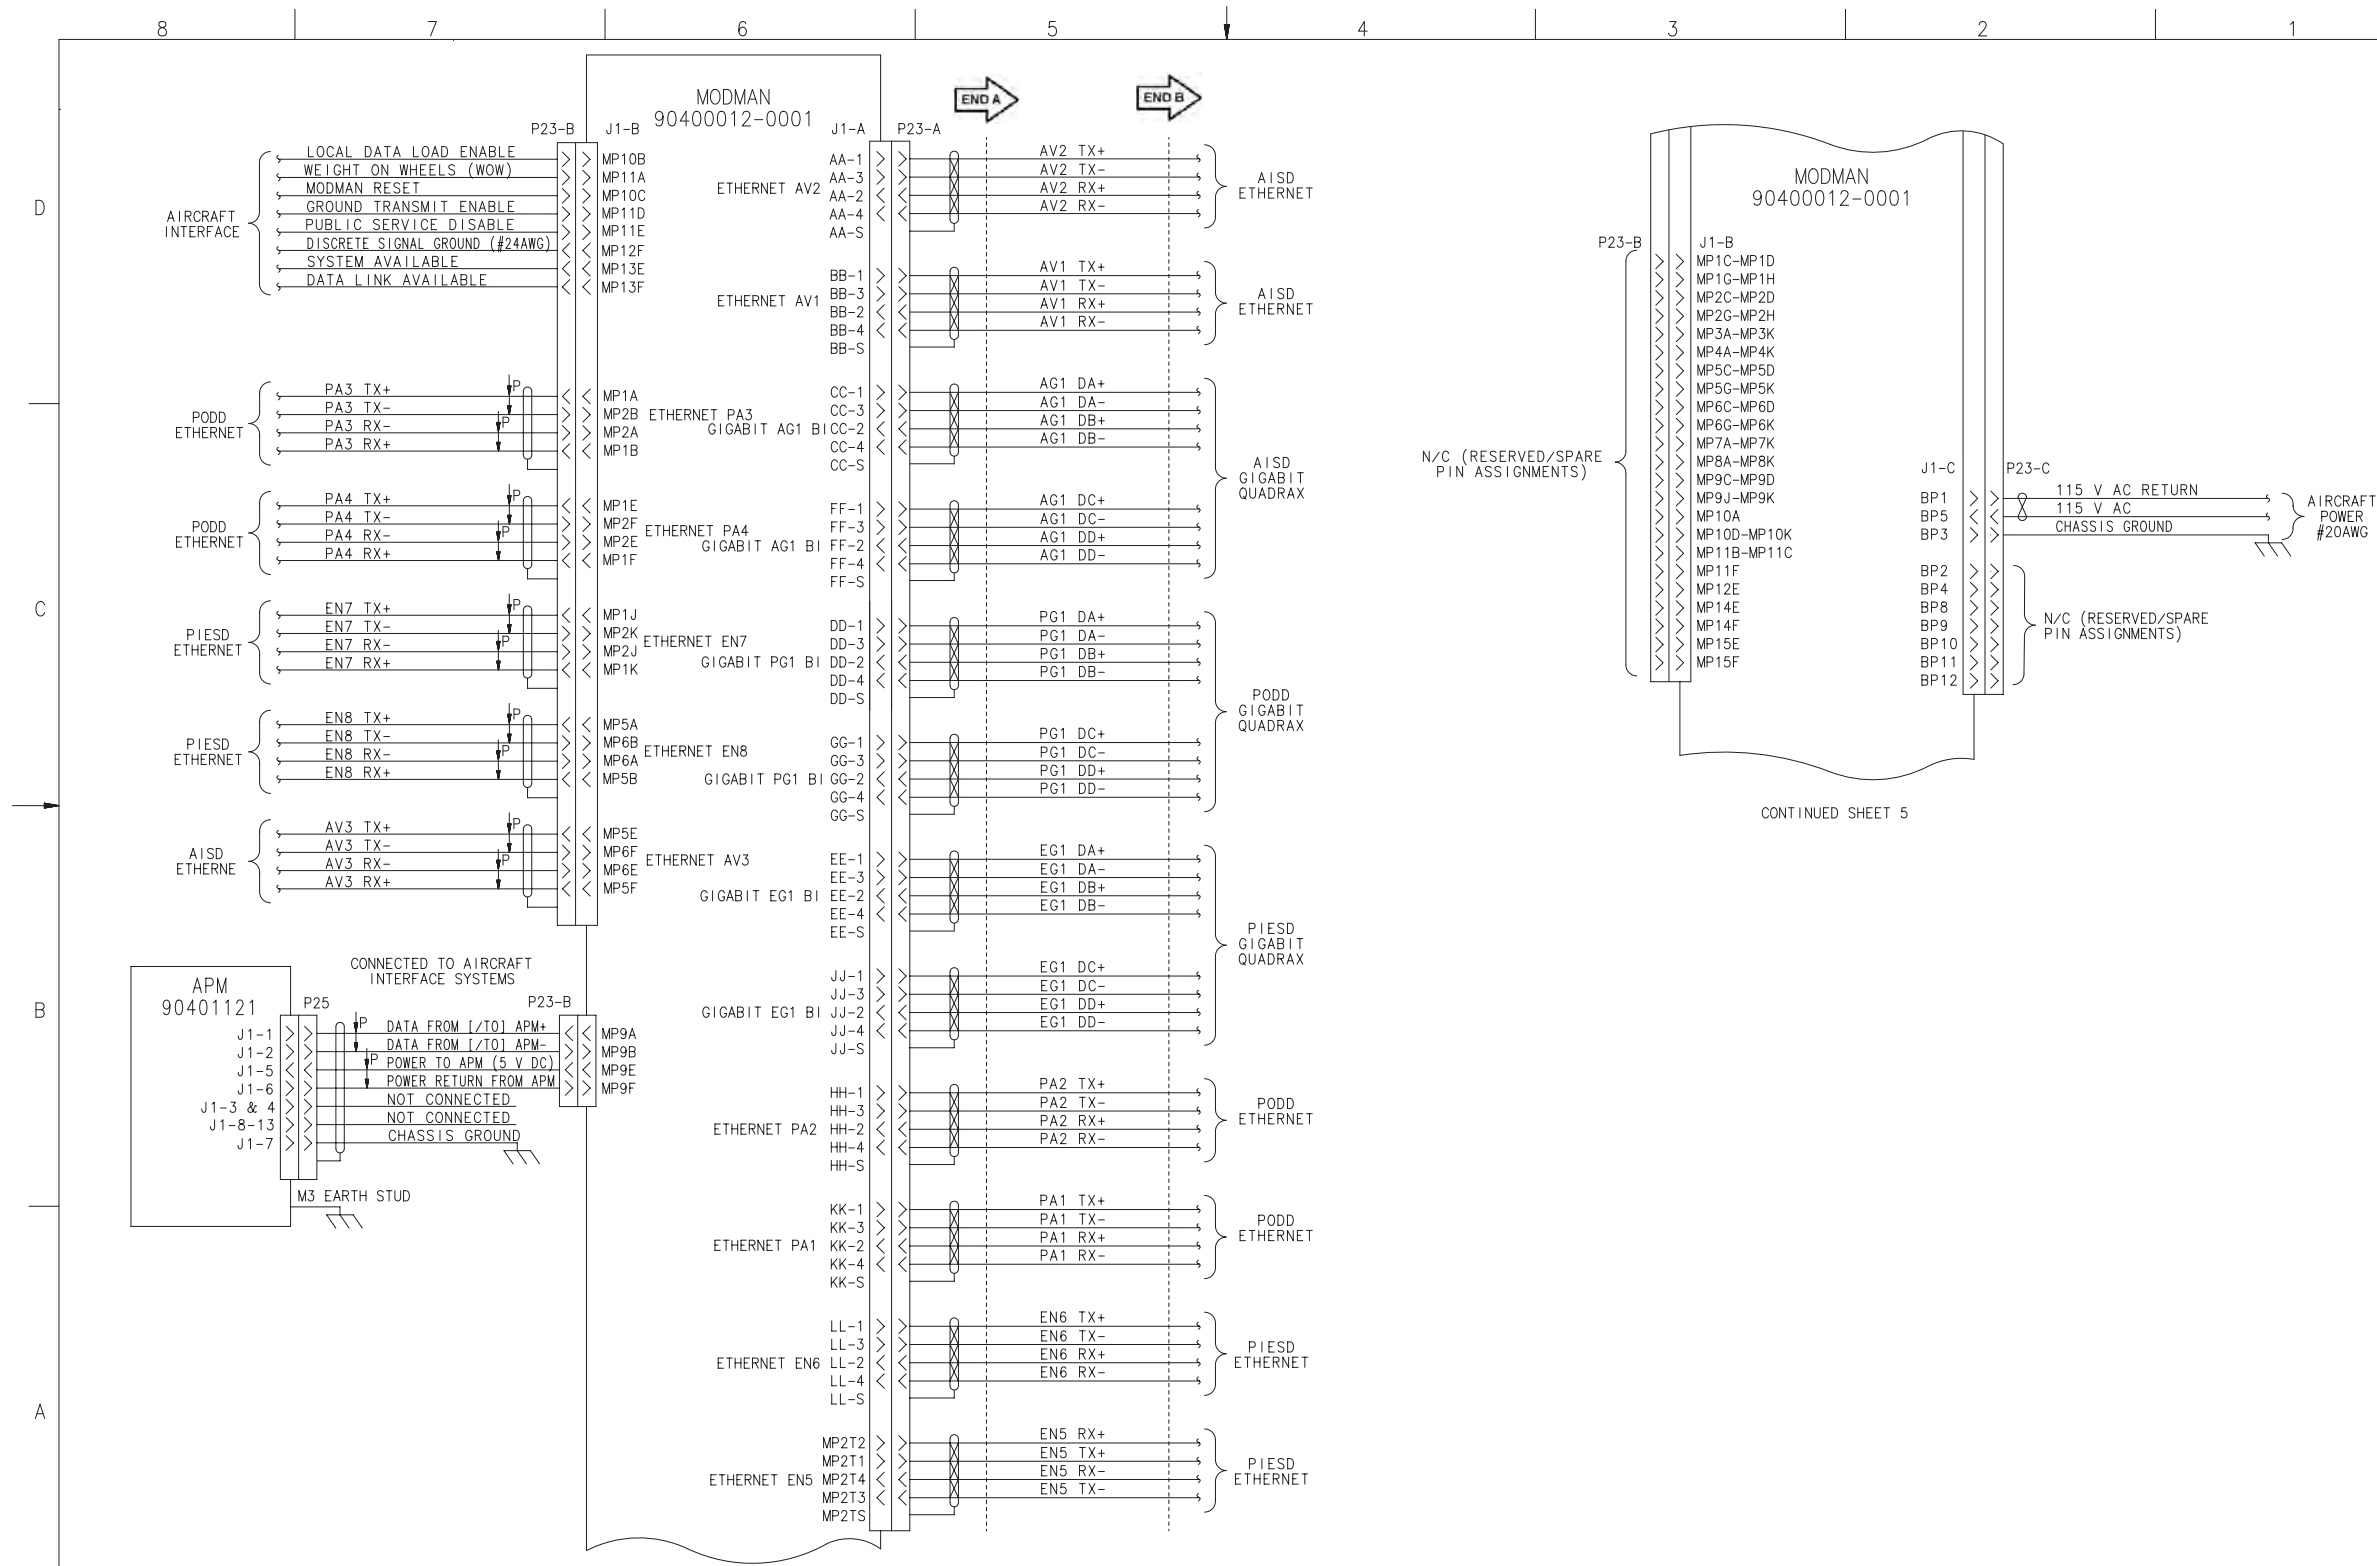 8 7 6 5 4 3 2 1
D
C
B
A
MODMAN
90400012-0001
P23-B J1-B
J1-A P23-A
END A
END B
AIRCRAFT
INTERFACE
LOCAL DATA LOAD ENABLE MP10B
WEIGHT ON WHEELS (WOW) MP11A
MODMAN RESET MP10C
GROUND TRANSMIT ENABLE MP11D
PUBLIC SERVICE DISABLE MP11E
DISCRETE SIGNAL GROUND (#24AWG) MP12F
SYSTEM AVAILABLE MP13E
DATA LINK AVAILABLE MP13F
PODD
ETHERNET
PA3 TX+ P MP1A
PA3 TX- MP2B
PA3 RX- P MP2A
PA3 RX+ MP1B
ETHERNET PA3
PODD
ETHERNET
PA4 TX+ P MP1E
PA4 TX- MP2F
PA4 RX- P MP2E
PA4 RX+ MP1F
ETHERNET PA4
PIESD
ETHERNET
EN7 TX+ P MP1J
EN7 TX- MP2K
EN7 RX- P MP2J
EN7 RX+ MP1K
ETHERNET EN7
PIESD
ETHERNET
EN8 TX+ P MP5A
EN8 TX- MP6B
EN8 RX- P MP6A
EN8 RX+ MP5B
ETHERNET EN8
AISD
ETHERNE
AV3 TX+ P MP5E
AV3 TX- MP6F
AV3 RX- P MP6E
AV3 RX+ MP5F
ETHERNET AV3
CONNECTED TO AIRCRAFT
INTERFACE SYSTEMS
APM
90401121
P25
P23-B
J1-1 P DATA FROM [/TO] APM+ MP9A
J1-2 DATA FROM [/TO] APM- MP9B
J1-5 P POWER TO APM (5 V DC) MP9E
J1-6 POWER RETURN FROM APM MP9F
J1-3 & 4 NOT CONNECTED
J1-8-13 NOT CONNECTED
J1-7 CHASSIS GROUND
M3 EARTH STUD
ETHERNET AV2
AA-1 AV2 TX+
AA-3 AV2 TX-
AA-2 AV2 RX+
AA-4 AV2 RX-
AA-S
AISD
ETHERNET
ETHERNET AV1
BB-1 AV1 TX+
BB-3 AV1 TX-
BB-2 AV1 RX+
BB-4 AV1 RX-
BB-S
AISD
ETHERNET
GIGABIT AG1 BI
CC-1 AG1 DA+
CC-3 AG1 DA-
CC-2 AG1 DB+
CC-4 AG1 DB-
CC-S
AISD
GIGABIT
QUADRAX
GIGABIT AG1 BI
FF-1 AG1 DC+
FF-3 AG1 DC-
FF-2 AG1 DD+
FF-4 AG1 DD-
FF-S
GIGABIT PG1 BI
DD-1 PG1 DA+
DD-3 PG1 DA-
DD-2 PG1 DB+
DD-4 PG1 DB-
DD-S
PODD
GIGABIT
QUADRAX
GIGABIT PG1 BI
GG-1 PG1 DC+
GG-3 PG1 DC-
GG-2 PG1 DD+
GG-4 PG1 DD-
GG-S
GIGABIT EG1 BI
EE-1 EG1 DA+
EE-3 EG1 DA-
EE-2 EG1 DB+
EE-4 EG1 DB-
EE-S
PIESD
GIGABIT
QUADRAX
GIGABIT EG1 BI
JJ-1 EG1 DC+
JJ-3 EG1 DC-
JJ-2 EG1 DD+
JJ-4 EG1 DD-
JJ-S
ETHERNET PA2
HH-1 PA2 TX+
HH-3 PA2 TX-
HH-2 PA2 RX+
HH-4 PA2 RX-
HH-S
PODD
ETHERNET
ETHERNET PA1
KK-1 PA1 TX+
KK-3 PA1 TX-
KK-2 PA1 RX+
KK-4 PA1 RX-
KK-S
PODD
ETHERNET
ETHERNET EN6
LL-1 EN6 TX+
LL-3 EN6 TX-
LL-2 EN6 RX+
LL-4 EN6 RX-
LL-S
PIESD
ETHERNET
ETHERNET EN5
MP2T2 EN5 RX+
MP2T1 EN5 TX+
MP2T4 EN5 RX-
MP2T3 EN5 TX-
MP2TS
PIESD
ETHERNET
MODMAN
90400012-0001
P23-B J1-B
MP1C-MP1D
MP1G-MP1H
MP2C-MP2D
MP2G-MP2H
MP3A-MP3K
MP4A-MP4K
MP5C-MP5D
MP5G-MP5K
MP6C-MP6D
MP6G-MP6K
MP7A-MP7K
MP8A-MP8K
MP9C-MP9D
MP9J-MP9K
MP10A
MP10D-MP10K
MP11B-MP11C
MP11F
MP12E
MP14E
MP14F
MP15E
MP15F
N/C (RESERVED/SPARE
PIN ASSIGNMENTS)
J1-C P23-C
BP1 115 V AC RETURN
BP5 115 V AC
BP3 CHASSIS GROUND
AIRCRAFT
POWER
#20AWG
BP2
BP4
BP8
BP9
BP10
BP11
BP12
N/C (RESERVED/SPARE
PIN ASSIGNMENTS)
CONTINUED SHEET 5